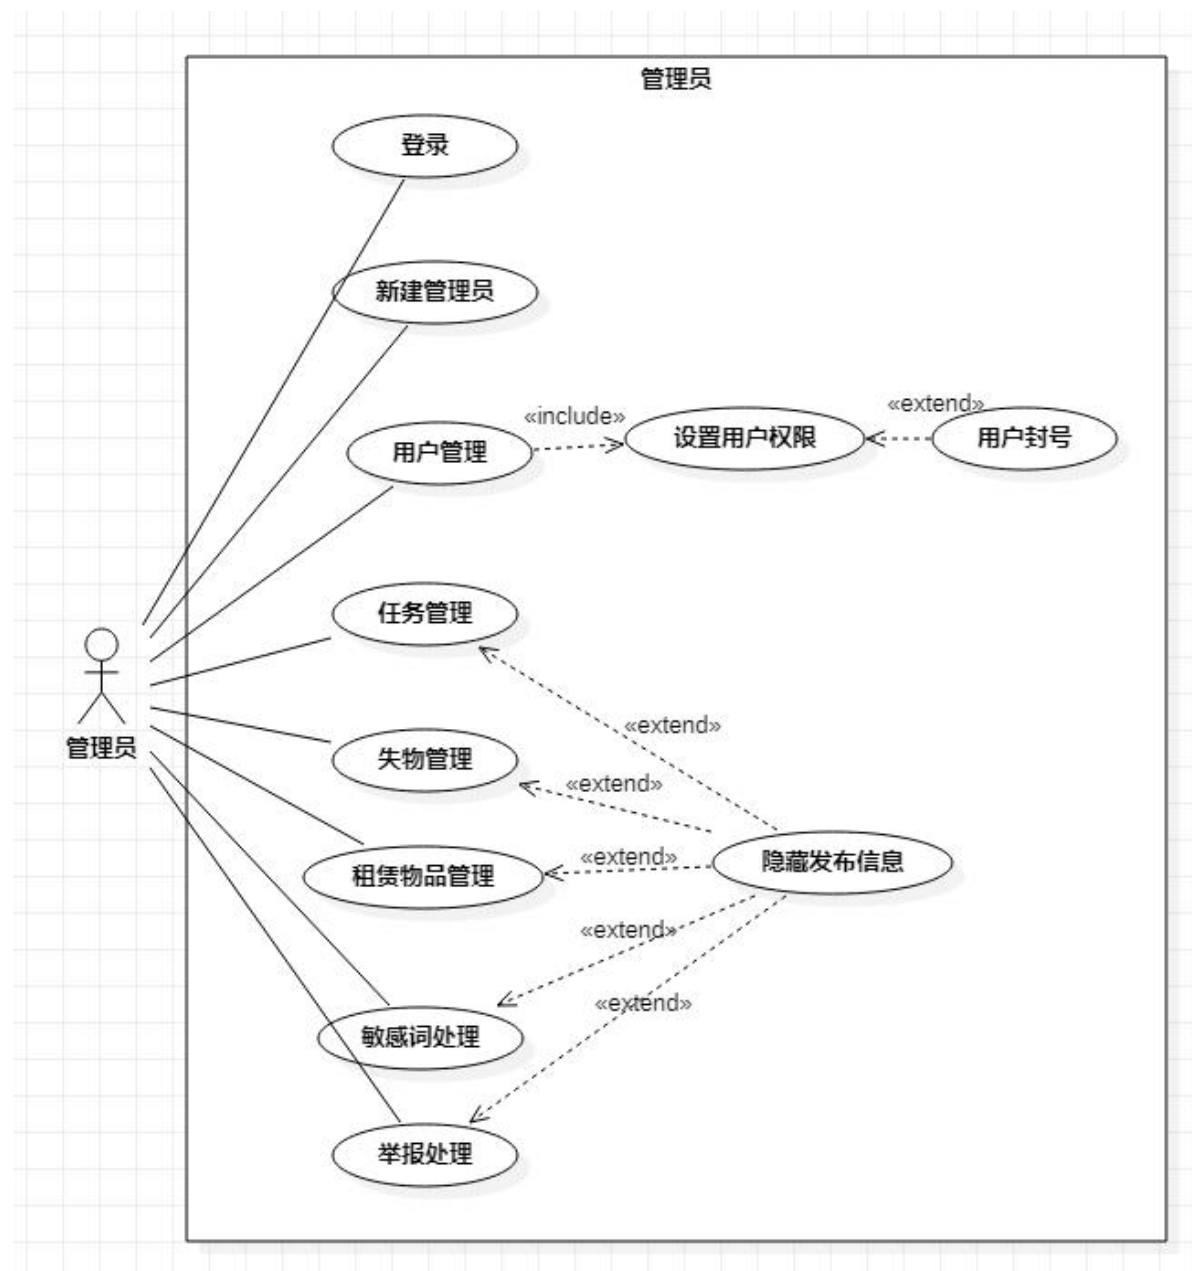 管理员
登录
新建管理员
«include»
«extend»
用户管理
设置用户权限
用户封号
任务管理
«extend»
管理员
失物管理
«extend»
租赁物品管理
«extend»
隐藏发布信息
«extend»
«extend»
敏感词处理
举报处理